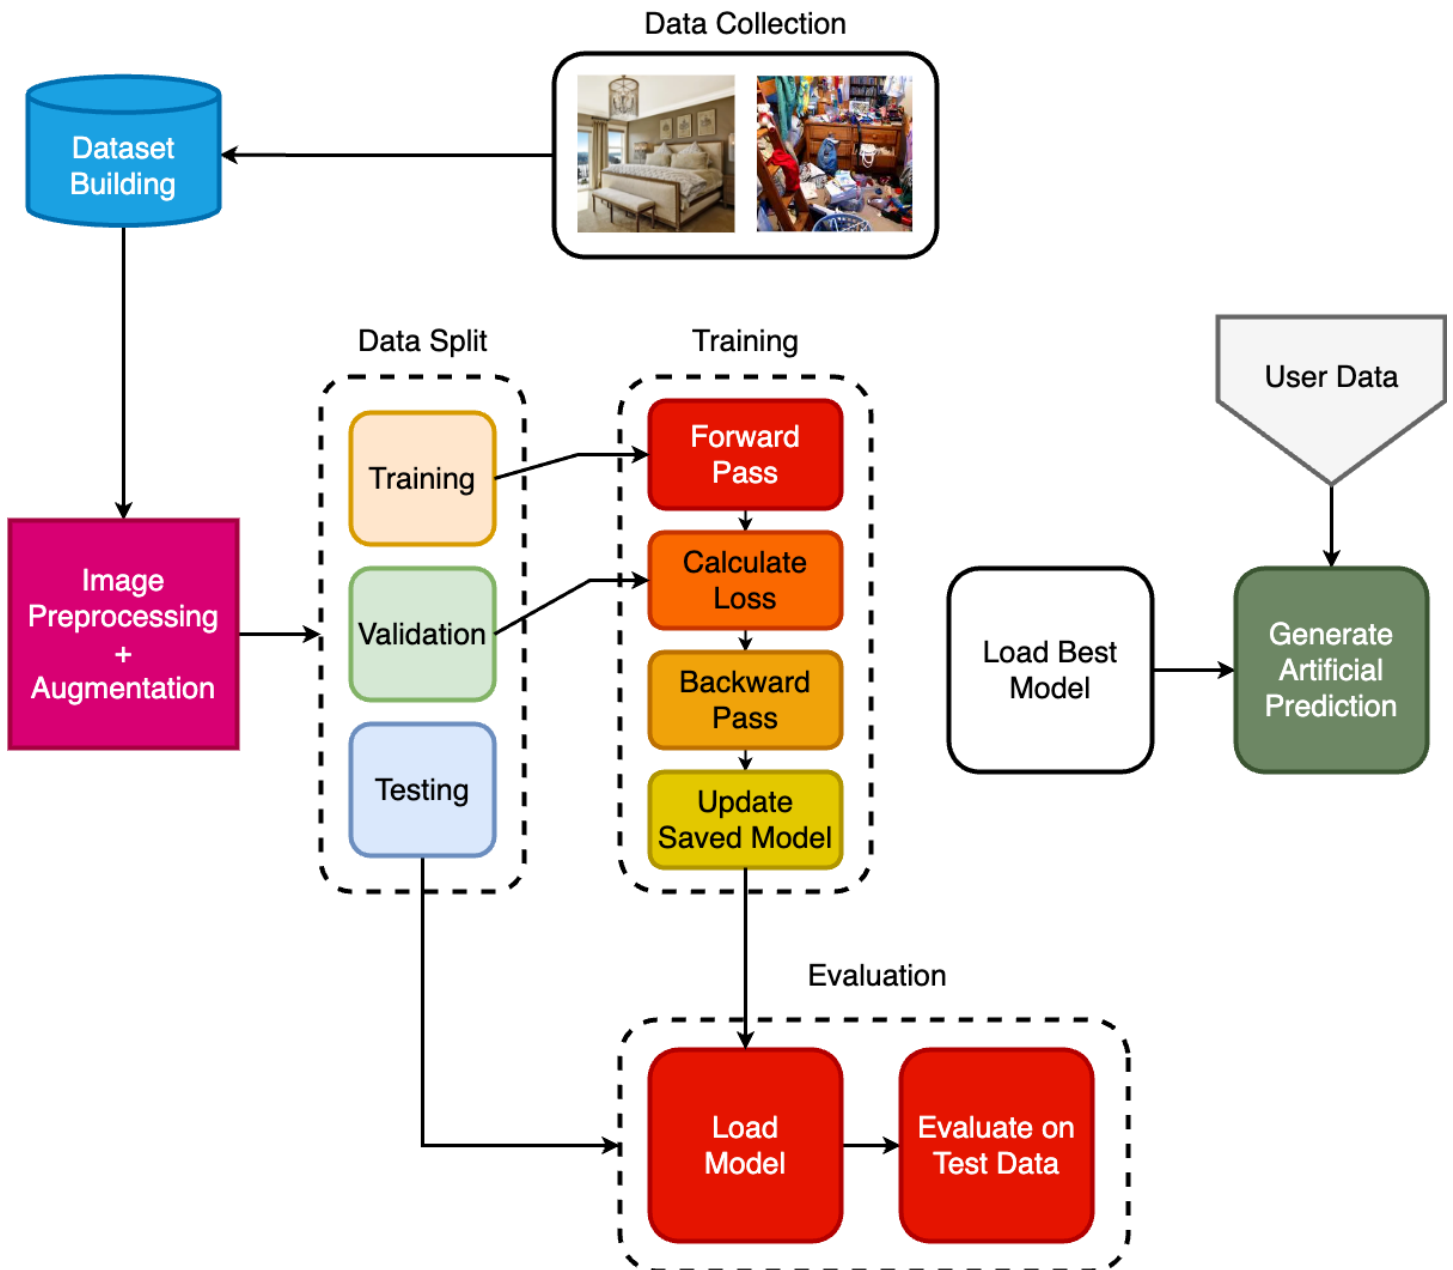 Data Collection
Dataset
Building
Data Split
Training
User Data
Training
Forward
Pass
Image
Preprocessing
+
Augmentation
Validation
Calculate
Loss
Load Best
Model
Generate
Artificial
Prediction
Backward
Pass
Testing
Update
Saved Model
Evaluation
Load
Model
Evaluate on
Test Data